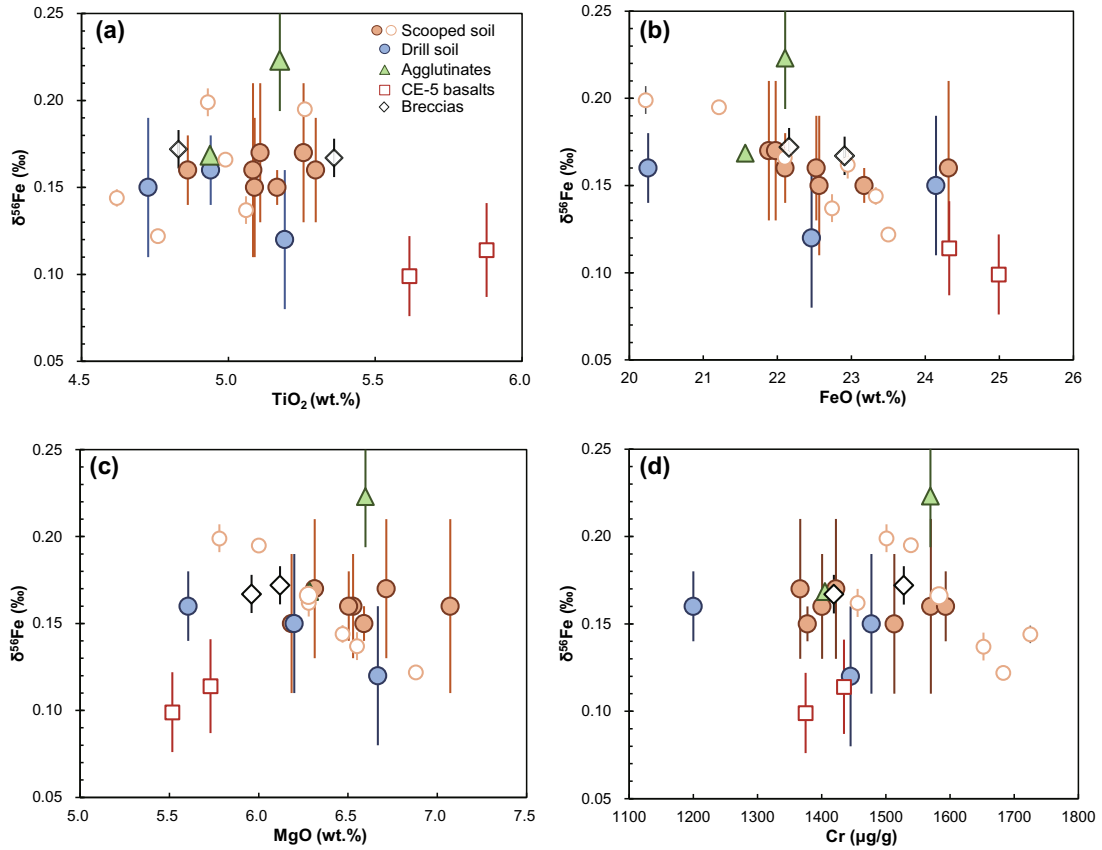 (a)
Scooped soil
Drill soil
Agglutinates
CE-5 basalts
Breccias
0.25
0.20
0.15
0.10
0.05
δ⁵⁶Fe (‰)
4.5 5.0 5.5 6.0
TiO₂ (wt.%)
(b)
0.25
0.20
0.15
0.10
0.05
δ⁵⁶Fe (‰)
20 21 22 23 24 25 26
FeO (wt.%)
(c)
0.25
0.20
0.15
0.10
0.05
δ⁵⁶Fe (‰)
5.0 5.5 6.0 6.5 7.0 7.5
MgO (wt.%)
(d)
0.25
0.20
0.15
0.10
0.05
δ⁵⁶Fe (‰)
1100 1200 1300 1400 1500 1600 1700 1800
Cr (µg/g)